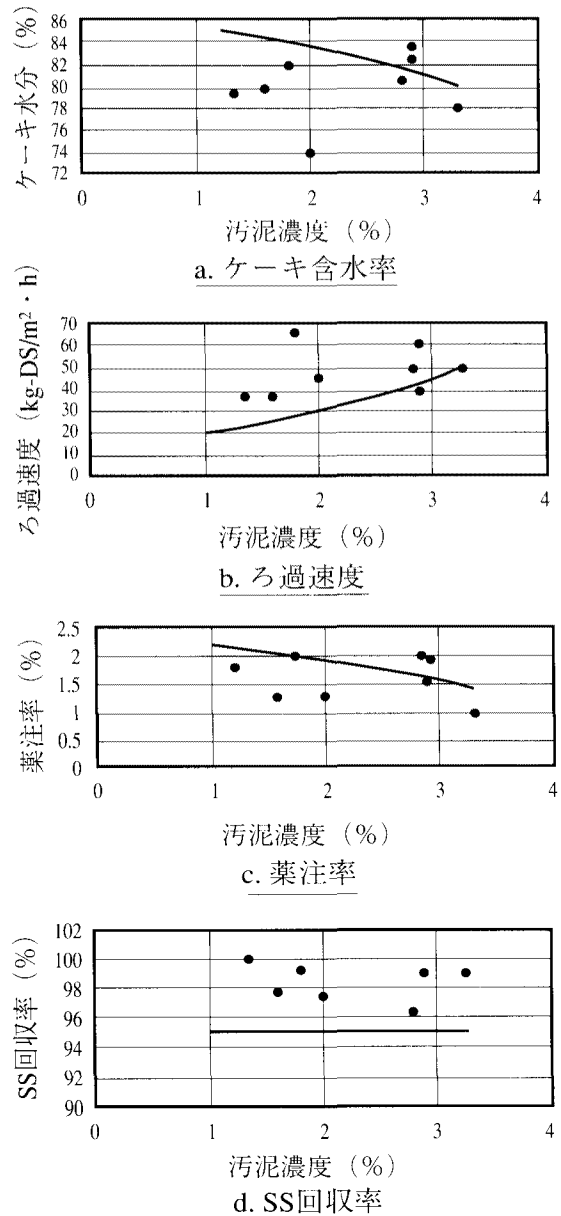 ケーキ水分 (%)
86
84
82
80
78
76
74
72
0 1 2 3 4
汚泥濃度 (%)
a. ケーキ含水率
ろ過速度 (kg-DS/m²・h)
70
60
50
40
30
20
10
0
0 1 2 3 4
汚泥濃度 (%)
b. ろ過速度
薬注率 (%)
2.5
2
1.5
1
0.5
0
0 1 2 3 4
汚泥濃度 (%)
c. 薬注率
SS回収率 (%)
102
100
98
96
94
92
90
0 1 2 3 4
汚泥濃度 (%)
d. SS回収率